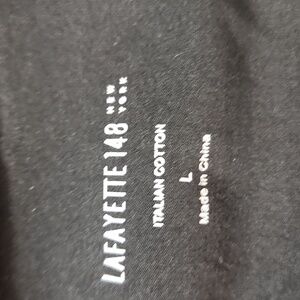 LAFAYETTE 148 NEW YORK
ITALIAN COTTON
L
Made in China